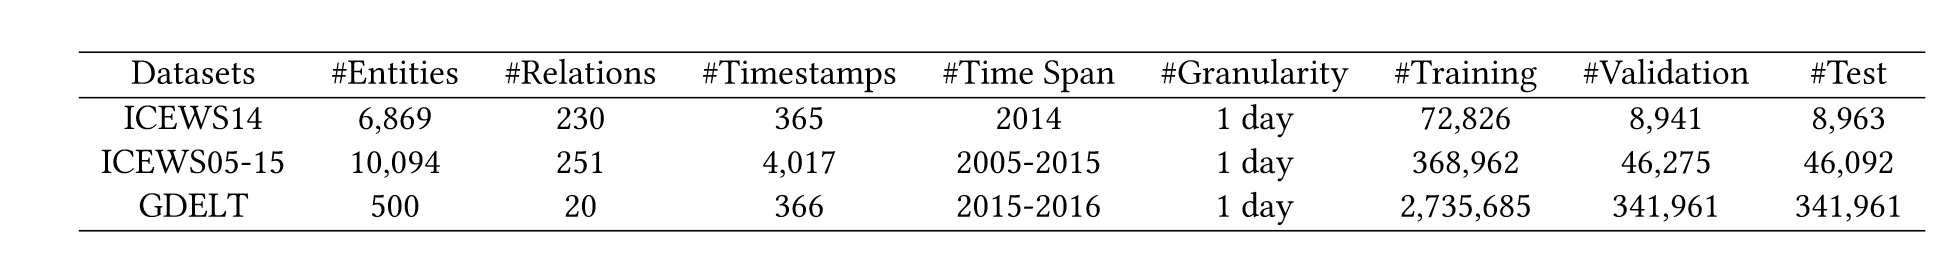 Datasets #Entities #Relations #Timestamps #Time Span #Granularity #Training #Validation #Test
ICEWS14 6,869 230 365 2014 1 day 72,826 8,941 8,963
ICEWS05-15 10,094 251 4,017 2005-2015 1 day 368,962 46,275 46,092
GDELT 500 20 366 2015-2016 1 day 2,735,685 341,961 341,961